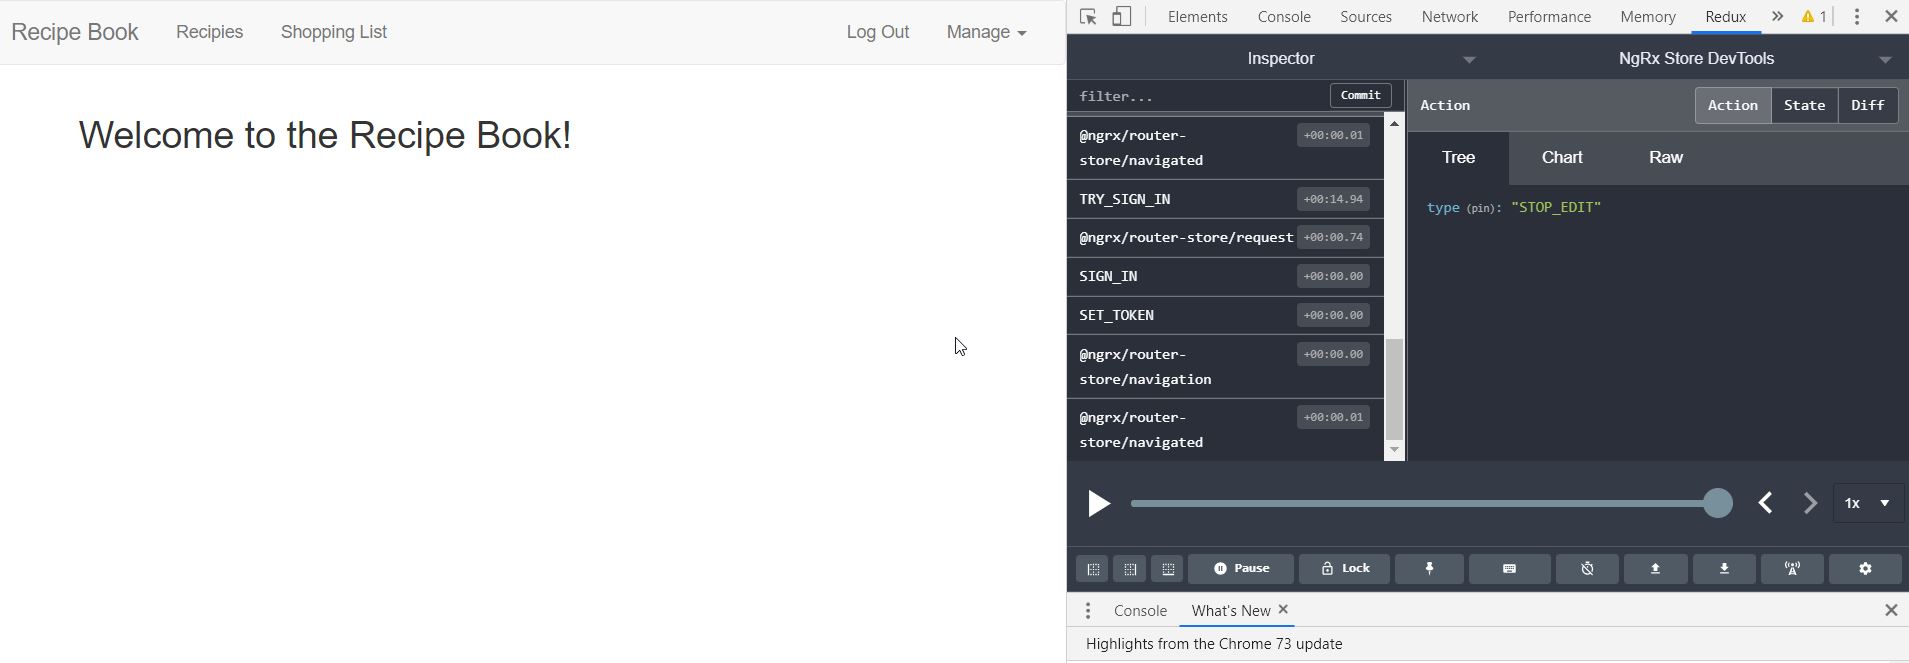 Recipe Book Recipies Shopping List Log Out Manage
Welcome to the Recipe Book!
Elements Console Sources Network Performance Memory Redux » 1
Inspector NgRx Store DevTools
filter... Commit
Action Action State Diff
Tree Chart Raw
type (pin): "STOP_EDIT"
@ngrx/router-
store/navigated +00:00.01
TRY_SIGN_IN +00:14.94
@ngrx/router-store/request +00:00.74
SIGN_IN +00:00.00
SET_TOKEN +00:00.00
@ngrx/router-
store/navigation +00:00.00
@ngrx/router-
store/navigated +00:00.01
1x
Pause Lock
Console What's New
Highlights from the Chrome 73 update